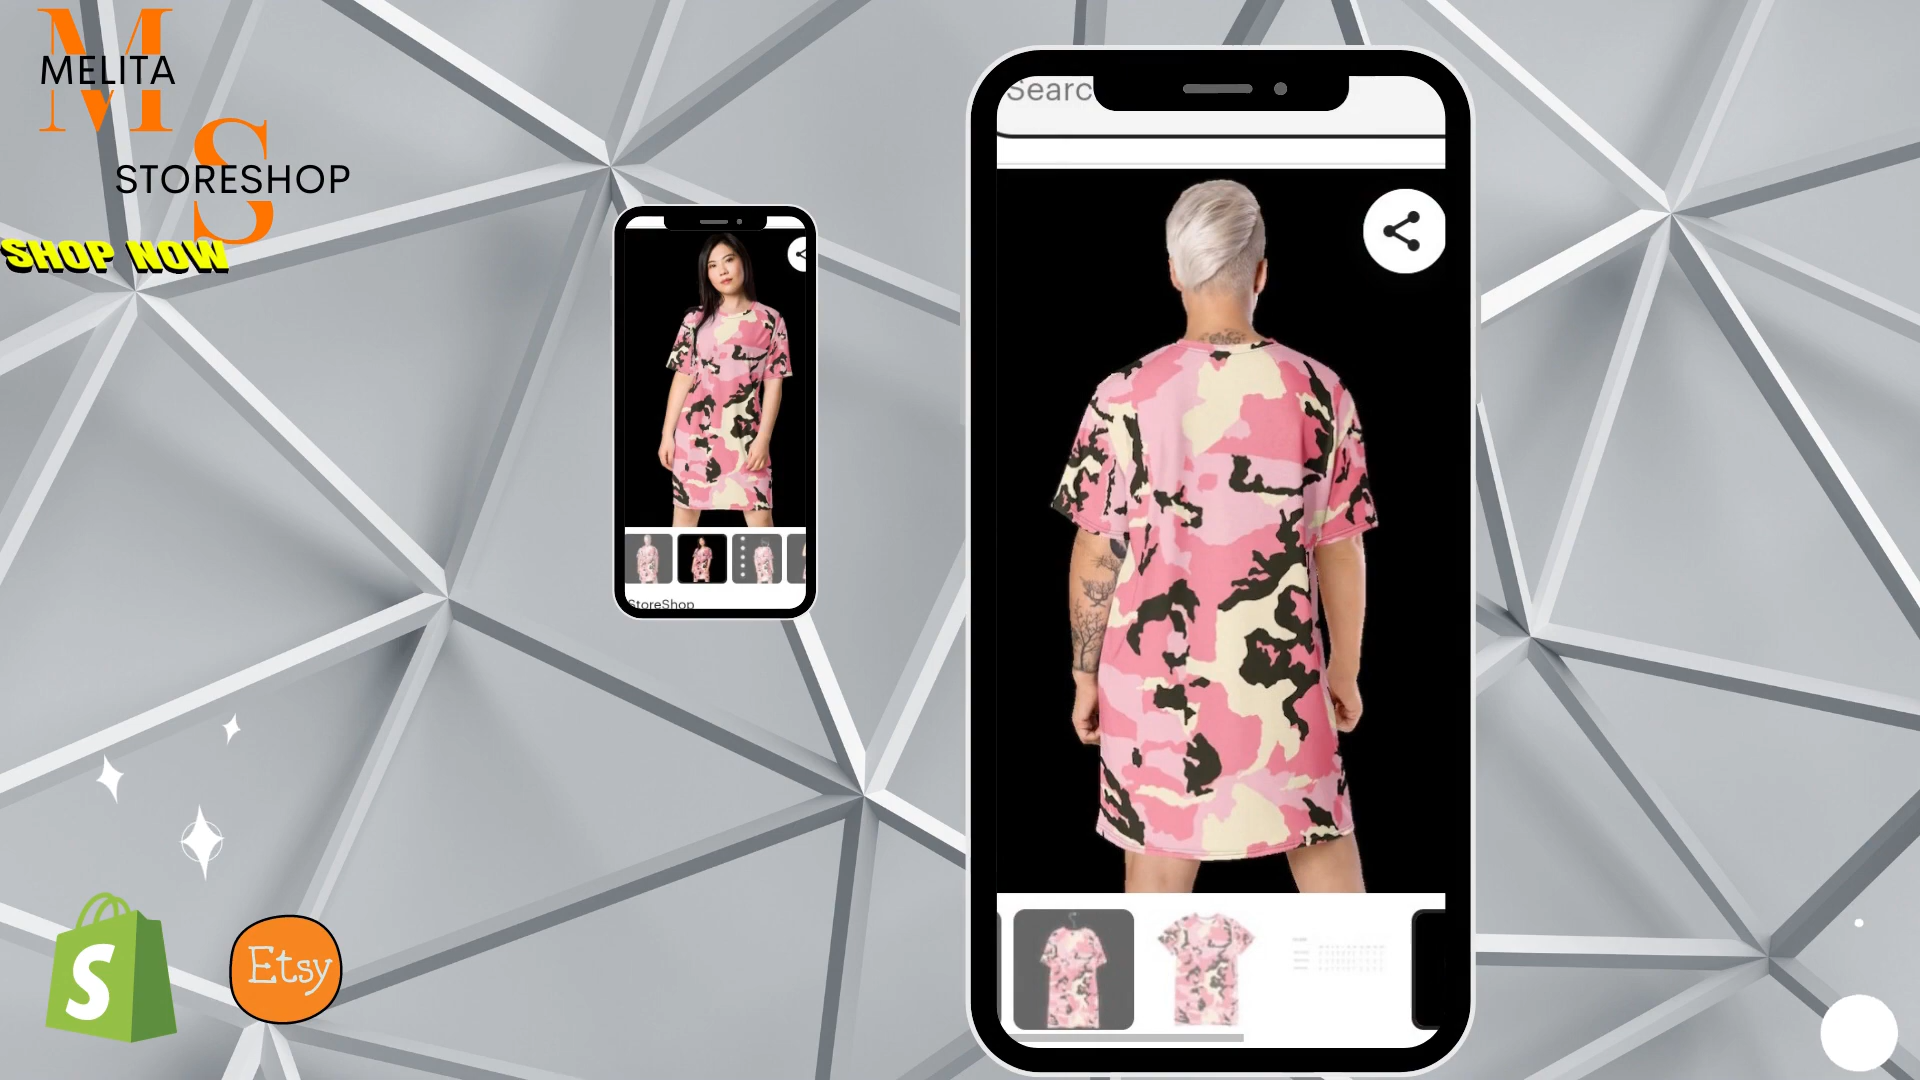 M
MELITA
S
STORESHOP
SHOP NOW
Searc
StoreShop
S
Etsy